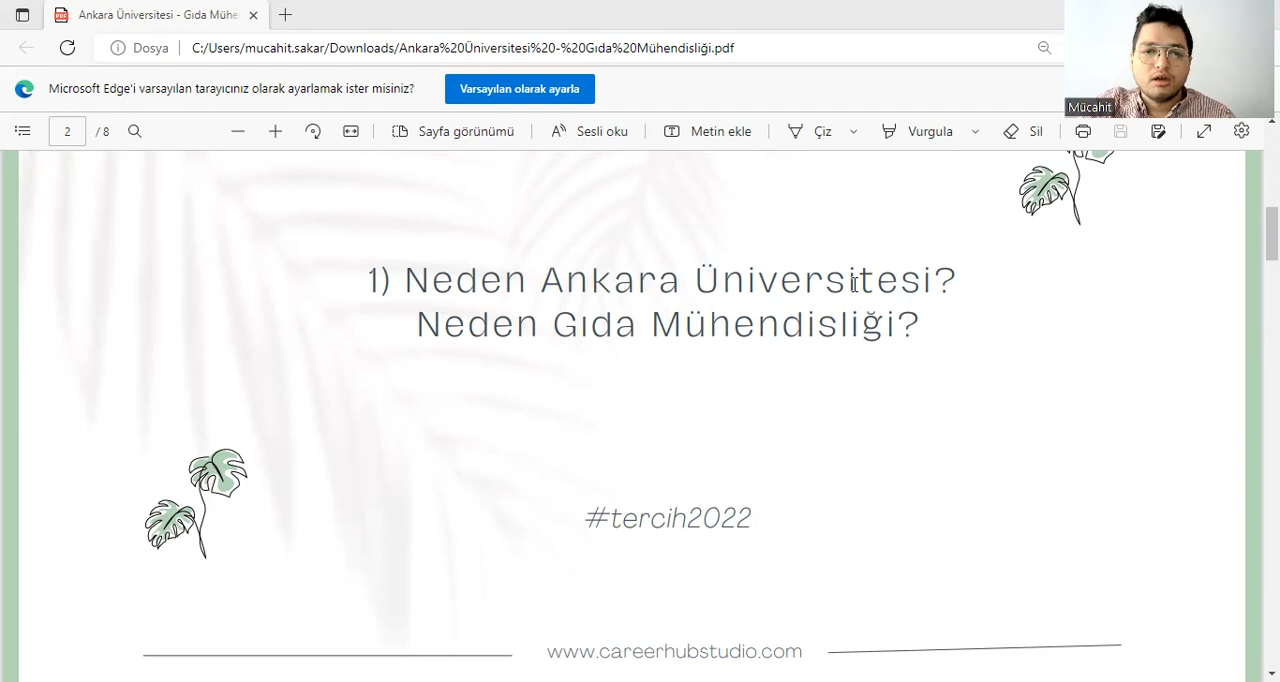 Ankara Üniversitesi - Gıda Mühe
Dosya C:/Users/mucahit.sakar/Downloads/Ankara%20Üniversitesi%20-%20Gıda%20Mühendisliği.pdf
Microsoft Edge'i varsayılan tarayıcınız olarak ayarlamak ister misiniz? Varsayılan olarak ayarla
Mücahit
2 / 8 Sayfa görünümü Sesli oku Metin ekle Çiz Vurgula Sil
1) Neden Ankara Üniversitesi?
Neden Gıda Mühendisliği?
#tercih2022
www.careerhubstudio.com